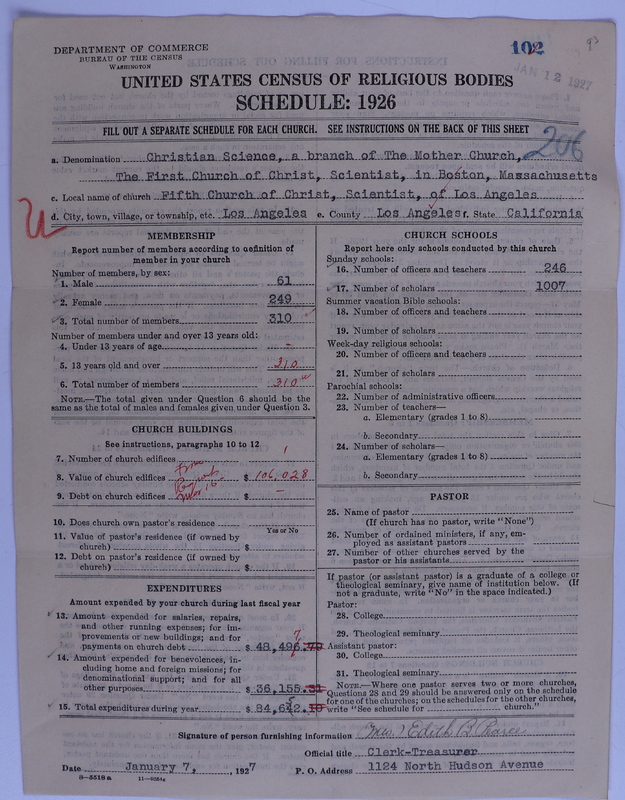 DEPARTMENT OF COMMERCE
BUREAU OF THE CENSUS
WASHINGTON
102
93
JAN 12 1927
UNITED STATES CENSUS OF RELIGIOUS BODIES
SCHEDULE: 1926
FILL OUT A SEPARATE SCHEDULE FOR EACH CHURCH. SEE INSTRUCTIONS ON THE BACK OF THIS SHEET
206
a. Denomination Christian Science, a branch of The Mother Church,
The First Church of Christ, Scientist, in Boston, Massachusetts
c. Local name of church Fifth Church of Christ, Scientist, of Los Angeles
d. City, town, village, or township, etc. Los Angeles e. County Los Angeles f. State California
MEMBERSHIP
Report number of members according to definition of
member in your church
Number of members, by sex:
1. Male 61
2. Female 249
3. Total number of members 310
Number of members under and over 13 years old:
4. Under 13 years of age -
5. 13 years old and over 310
6. Total number of members 310
NOTE.—The total given under Question 6 should be
same as the total of males and females given under Question 3.
CHURCH BUILDINGS
See instructions, paragraphs 10 to 12
7. Number of church edifices 1
8. Value of church edifices $ 106,028
9. Debt on church edifices -
10. Does church own pastor's residence
Yes or No
11. Value of pastor's residence (if owned by
church) $
12. Debt on pastor's residence (if owned by
church) $
EXPENDITURES
Amount expended by your church during last fiscal year
13. Amount expended for salaries, repairs,
and other running expenses; for im-
provements or new buildings; and for
payments on church debt $ 48,496.79
7
14. Amount expended for benevolences, in-
cluding home and foreign missions; for
denominational support; and for all
other purposes $ 36,155.31
15. Total expenditures during year $ 84,652.10
CHURCH SCHOOLS
Report here only schools conducted by this church
Sunday schools:
16. Number of officers and teachers 246
17. Number of scholars 1007
Summer vacation Bible schools:
18. Number of officers and teachers
19. Number of scholars
Week-day religious schools:
20. Number of officers and teachers
21. Number of scholars
Parochial schools:
22. Number of administrative officers
23. Number of teachers—
a. Elementary (grades 1 to 8)
b. Secondary
24. Number of scholars—
a. Elementary (grades 1 to 8)
b. Secondary
PASTOR
25. Name of pastor
(If church has no pastor, write "None")
26. Number of ordained ministers, if any, em-
ployed as assistant pastors
27. Number of other churches served by the
pastor or his assistants
If pastor (or assistant pastor) is a graduate of a college or
theological seminary, give name of institution below. (If
not a graduate, write "No" in the space indicated.)
Pastor:
28. College
29. Theological seminary
Assistant pastor:
30. College
31. Theological seminary
NOTE.—Where one pastor serves two or more churches,
Questions 28 and 29 should be answered only on the schedule
for one of the churches; on the schedules for the other churches,
write "See schedule for church."
Signature of person furnishing information (Mrs.) Edith B. Pearce
Official title Clerk-Treasurer
Date January 7, 1927 P. O. Address 1124 North Hudson Avenue
8—5518 a 11—9054a